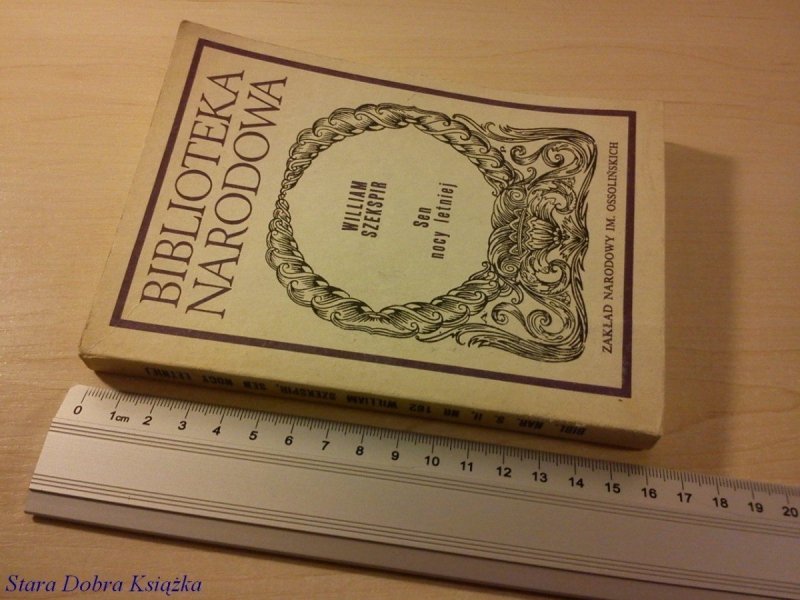 BIBLIOTEKA
NARODOWA
WILLIAM
SZEKSPIR
Sen
nocy letniej
ZAKŁAD NARODOWY IM. OSSOLIŃSKICH
BIBL. NAR. S. II, NR 162 WILLIAM SZEKSPIR, SEN NOCY LETNIEJ
0 1cm 2 3 4 5 6 7 8 9 10 11 12 13 14 15 16 17 18 19 20
Stara Dobra Książka